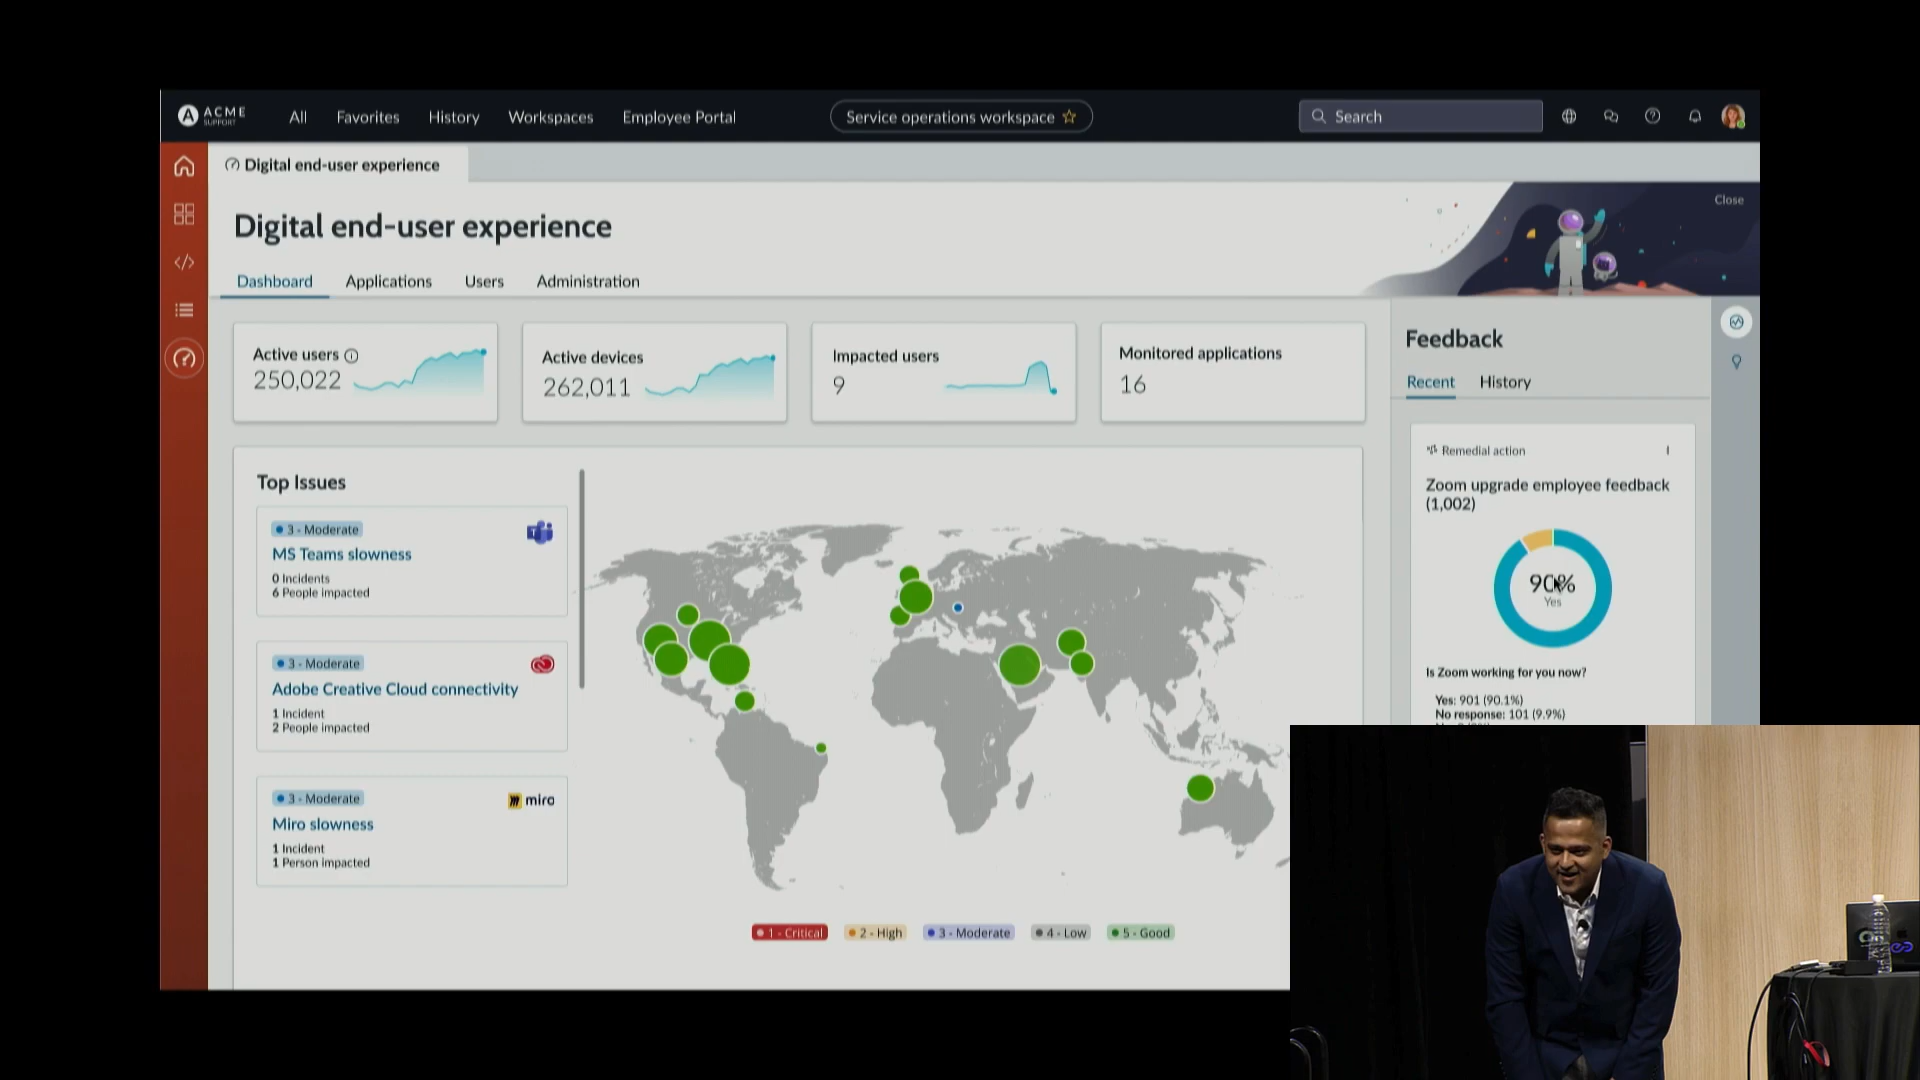 ACME
SUPPORT
All
Favorites
History
Workspaces
Employee Portal
Service operations workspace
Search
Digital end-user experience
Close
Digital end-user experience
Dashboard
Applications
Users
Administration
Active users
250,022
Active devices
262,011
Impacted users
9
Monitored applications
16
Feedback
Recent
History
Top Issues
3 - Moderate
MS Teams slowness
0 Incidents
6 People impacted
3 - Moderate
Adobe Creative Cloud connectivity
1 Incident
2 People impacted
3 - Moderate
miro
Miro slowness
1 Incident
1 Person impacted
1 - Critical
2 - High
3 - Moderate
4 - Low
5 - Good
Remedial action
Zoom upgrade employee feedback
(1,002)
90%
Yes
Is Zoom working for you now?
Yes: 901 (90.1%)
No response: 101 (9.9%)